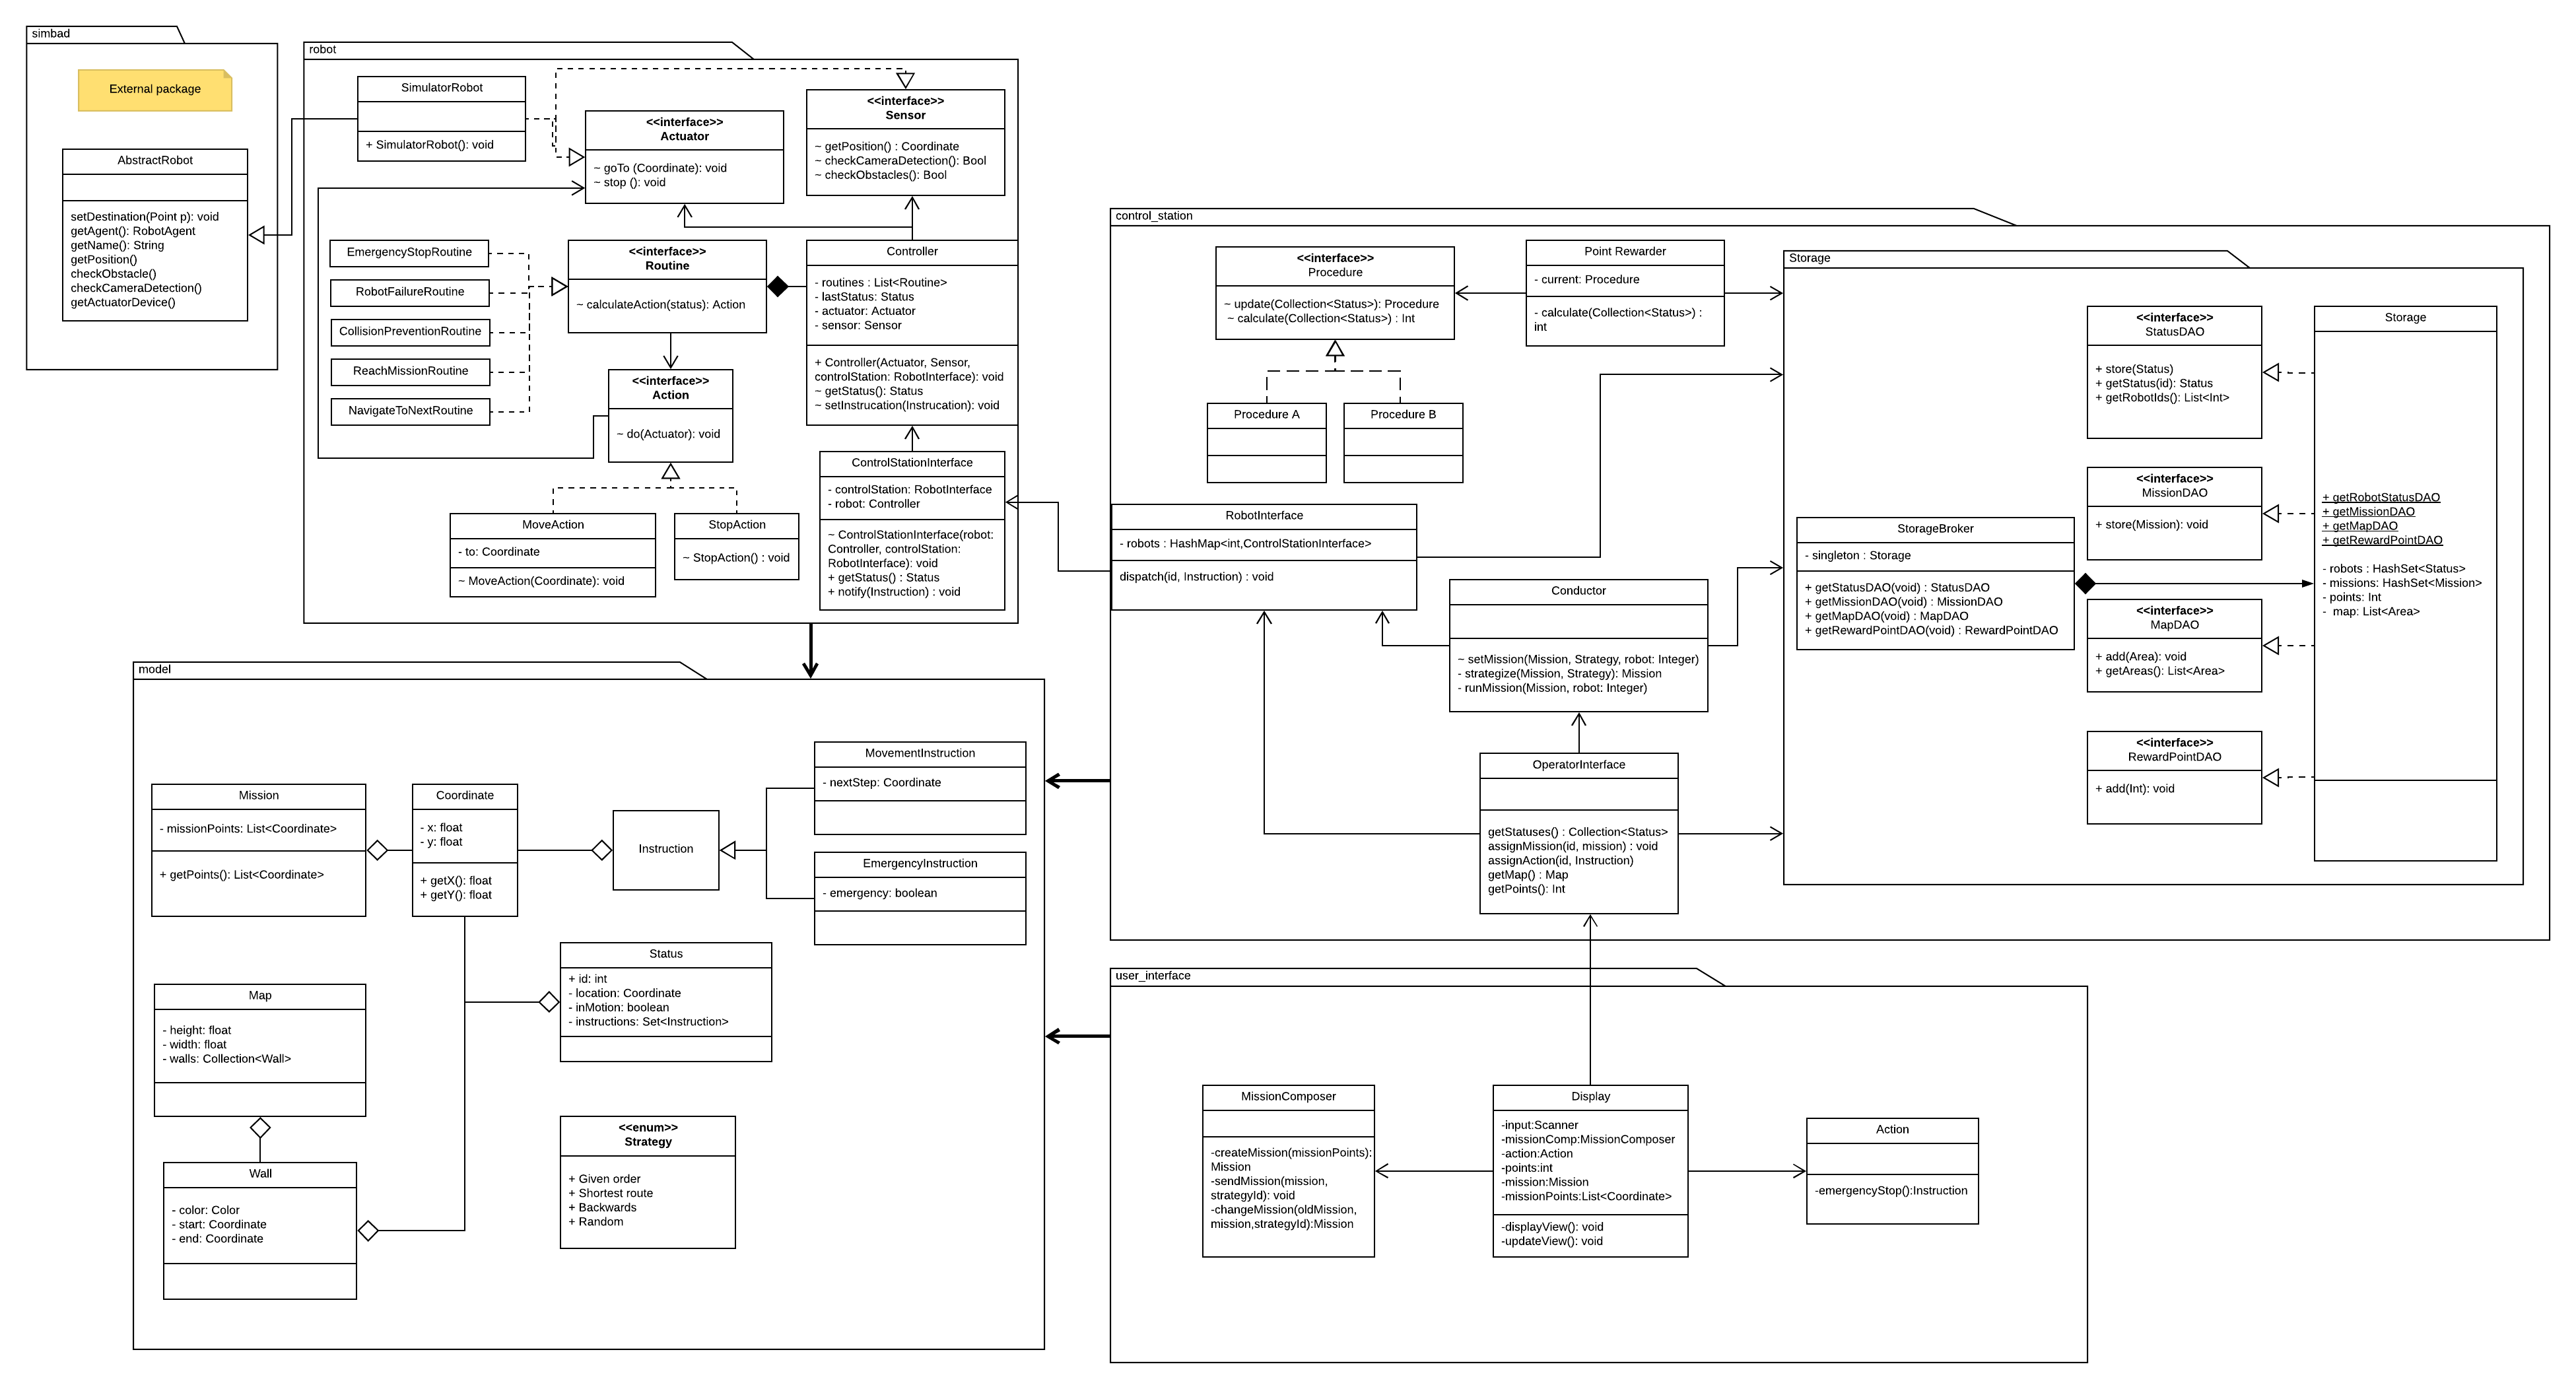 simbad
External package
AbstractRobot
setDestination(Point p): void
getAgent(): RobotAgent
getName(): String
getPosition()
checkObstacle()
checkCameraDetection()
getActuatorDevice()
robot
SimulatorRobot
+ SimulatorRobot(): void
<<interface>>
Actuator
~ goTo (Coordinate): void
~ stop (): void
<<interface>>
Sensor
~ getPosition() : Coordinate
~ checkCameraDetection(): Bool
~ checkObstacles(): Bool
EmergencyStopRoutine
RobotFailureRoutine
CollisionPreventionRoutine
ReachMissionRoutine
NavigateToNextRoutine
<<interface>>
Routine
~ calculateAction(status): Action
Controller
- routines : List<Routine>
- lastStatus: Status
- actuator: Actuator
- sensor: Sensor
+ Controller(Actuator, Sensor,
controlStation: RobotInterface): void
~ getStatus(): Status
~ setInstrucation(Instrucation): void
<<interface>>
Action
~ do(Actuator): void
MoveAction
- to: Coordinate
~ MoveAction(Coordinate): void
StopAction
~ StopAction() : void
ControlStationInterface
- controlStation: RobotInterface
- robot: Controller
~ ControlStationInterface(robot:
Controller, controlStation:
RobotInterface): void
+ getStatus() : Status
+ notify(Instruction) : void
control_station
<<interface>>
Procedure
~ update(Collection<Status>): Procedure
~ calculate(Collection<Status>) : Int
Point Rewarder
- current: Procedure
- calculate(Collection<Status>) :
int
Procedure A
Procedure B
RobotInterface
- robots : HashMap<int,ControlStationInterface>
dispatch(id, Instruction) : void
Conductor
~ setMission(Mission, Strategy, robot: Integer)
- strategize(Mission, Strategy): Mission
- runMission(Mission, robot: Integer)
OperatorInterface
getStatuses() : Collection<Status>
assignMission(id, mission) : void
assignAction(id, Instruction)
getMap() : Map
getPoints(): Int
Storage
StorageBroker
- singleton : Storage
+ getStatusDAO(void) : StatusDAO
+ getMissionDAO(void) : MissionDAO
+ getMapDAO(void) : MapDAO
+ getRewardPointDAO(void) : RewardPointDAO
<<interface>>
StatusDAO
+ store(Status)
+ getStatus(id): Status
+ getRobotIds(): List<Int>
<<interface>>
MissionDAO
+ store(Mission): void
<<interface>>
MapDAO
+ add(Area): void
+ getAreas(): List<Area>
<<interface>>
RewardPointDAO
+ add(Int): void
Storage
+ getRobotStatusDAO
+ getMissionDAO
+ getMapDAO
+ getRewardPointDAO
- robots : HashSet<Status>
- missions: HashSet<Mission>
- points: Int
- map: List<Area>
model
Mission
- missionPoints: List<Coordinate>
+ getPoints(): List<Coordinate>
Coordinate
- x: float
- y: float
+ getX(): float
+ getY(): float
Instruction
MovementInstruction
- nextStep: Coordinate
EmergencyInstruction
- emergency: boolean
Status
+ id: int
- location: Coordinate
- inMotion: boolean
- instructions: Set<Instruction>
Map
- height: float
- width: float
- walls: Collection<Wall>
Wall
- color: Color
- start: Coordinate
- end: Coordinate
<<enum>>
Strategy
+ Given order
+ Shortest route
+ Backwards
+ Random
user_interface
MissionComposer
-createMission(missionPoints):
Mission
-sendMission(mission,
strategyId): void
-changeMission(oldMission,
mission,strategyId):Mission
Display
-input:Scanner
-missionComp:MissionComposer
-action:Action
-points:int
-mission:Mission
-missionPoints:List<Coordinate>
-displayView(): void
-updateView(): void
Action
-emergencyStop():Instruction